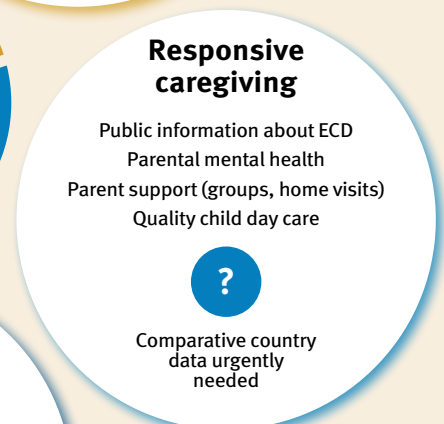 Responsive
caregiving
Public information about ECD
Parental mental health
Parent support (groups, home visits)
Quality child day care
?
Comparative country
data urgently
needed